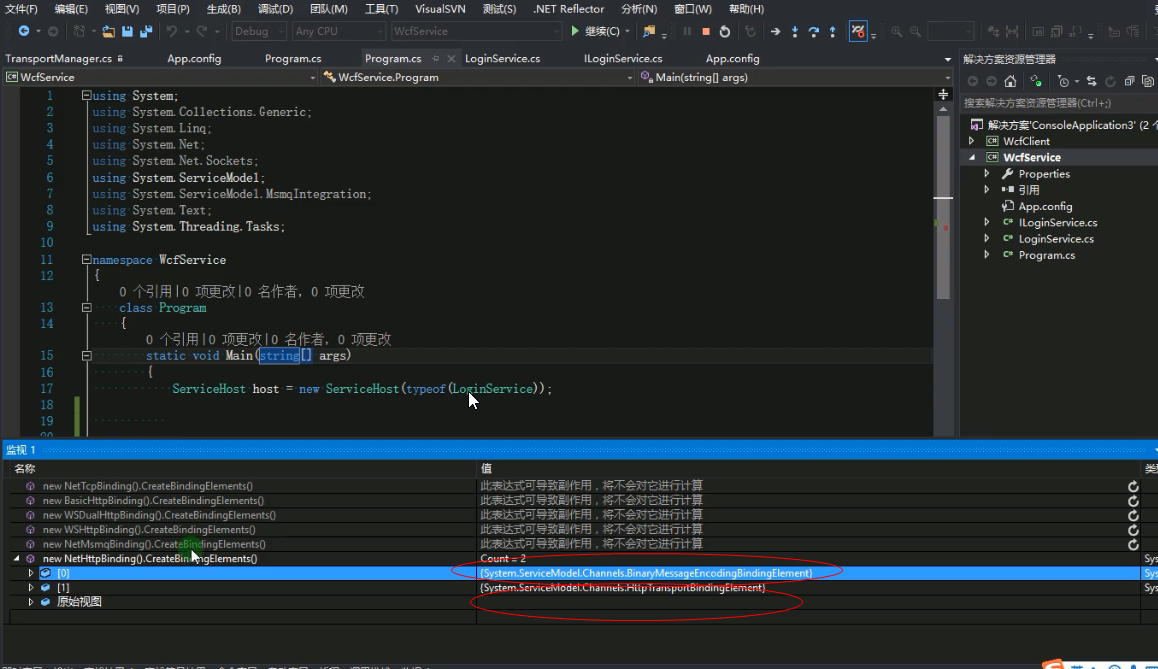 文件(F) 编辑(E) 视图(V) 项目(P) 生成(B) 调试(D) 团队(M) 工具(T) VisualSVN 测试(S) .NET Reflector 分析(N) 窗口(W) 帮助(H)
Debug Any CPU WcfService 继续(C)
TransportManager.cs App.config Program.cs Program.cs LoginService.cs ILoginService.cs App.config
解决方案资源管理器
WcfService WcfService.Program Main(string[] args)
搜索解决方案资源管理器(Ctrl+;)
解决方案'ConsoleApplication3' (2 个
WcfClient
WcfService
Properties
引用
App.config
ILoginService.cs
LoginService.cs
Program.cs
1 using System;
2 using System.Collections.Generic;
3 using System.Linq;
4 using System.Net;
5 using System.Net.Sockets;
6 using System.ServiceModel;
7 using System.ServiceModel.MsmqIntegration;
8 using System.Text;
9 using System.Threading.Tasks;
10
11 namespace WcfService
12 {
0 个引用|0 项更改|0 名作者, 0 项更改
13 class Program
14 {
0 个引用|0 项更改|0 名作者, 0 项更改
15 static void Main(string[] args)
16 {
17 ServiceHost host = new ServiceHost(typeof(LoginService));
18
19
监视 1
名称 值
new NetTcpBinding().CreateBindingElements() 此表达式可导致副作用，将不会对它进行计算
new BasicHttpBinding().CreateBindingElements() 此表达式可导致副作用，将不会对它进行计算
new WSDualHttpBinding().CreateBindingElements() 此表达式可导致副作用，将不会对它进行计算
new WSHttpBinding().CreateBindingElements() 此表达式可导致副作用，将不会对它进行计算
new NetMsmqBinding().CreateBindingElements() 此表达式可导致副作用，将不会对它进行计算
new NetHttpBinding().CreateBindingElements() Count = 2 Sys
[0] {System.ServiceModel.Channels.BinaryMessageEncodingBindingElement} Sys
[1] {System.ServiceModel.Channels.HttpTransportBindingElement} Sys
原始视图